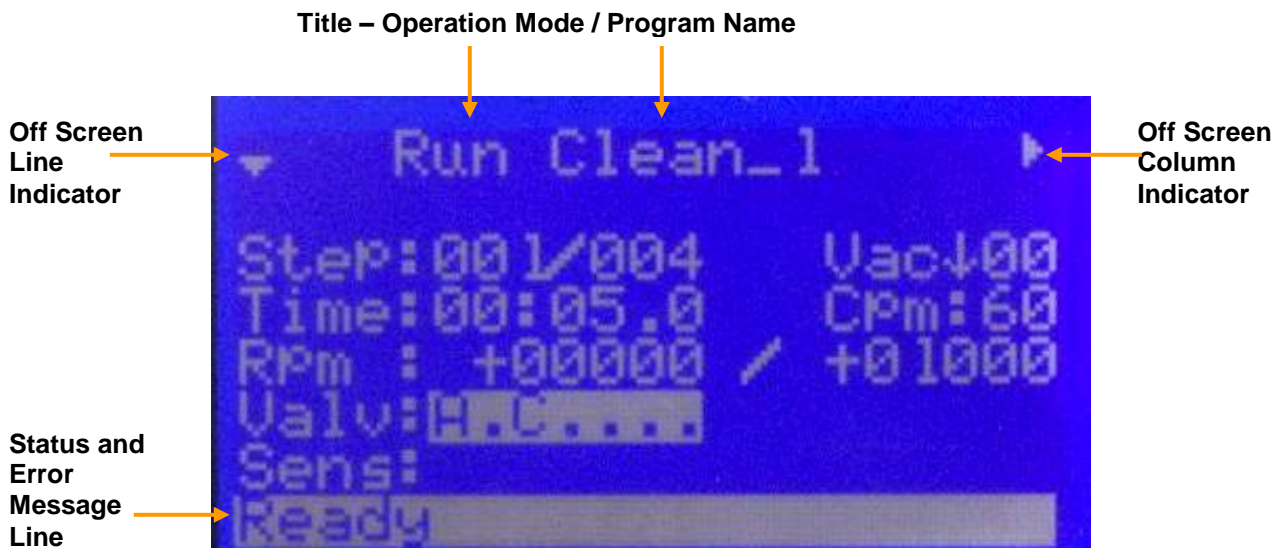 Title – Operation Mode / Program Name
Off Screen
Line
Indicator
Off Screen
Column
Indicator
Run Clean_1
Step:001/004 Vac↓00
Time:00:05.0 Cpm:60
Rpm : +00000 / +01000
Valv:H.C....
Sens:
Status and
Error
Message
Line
Ready